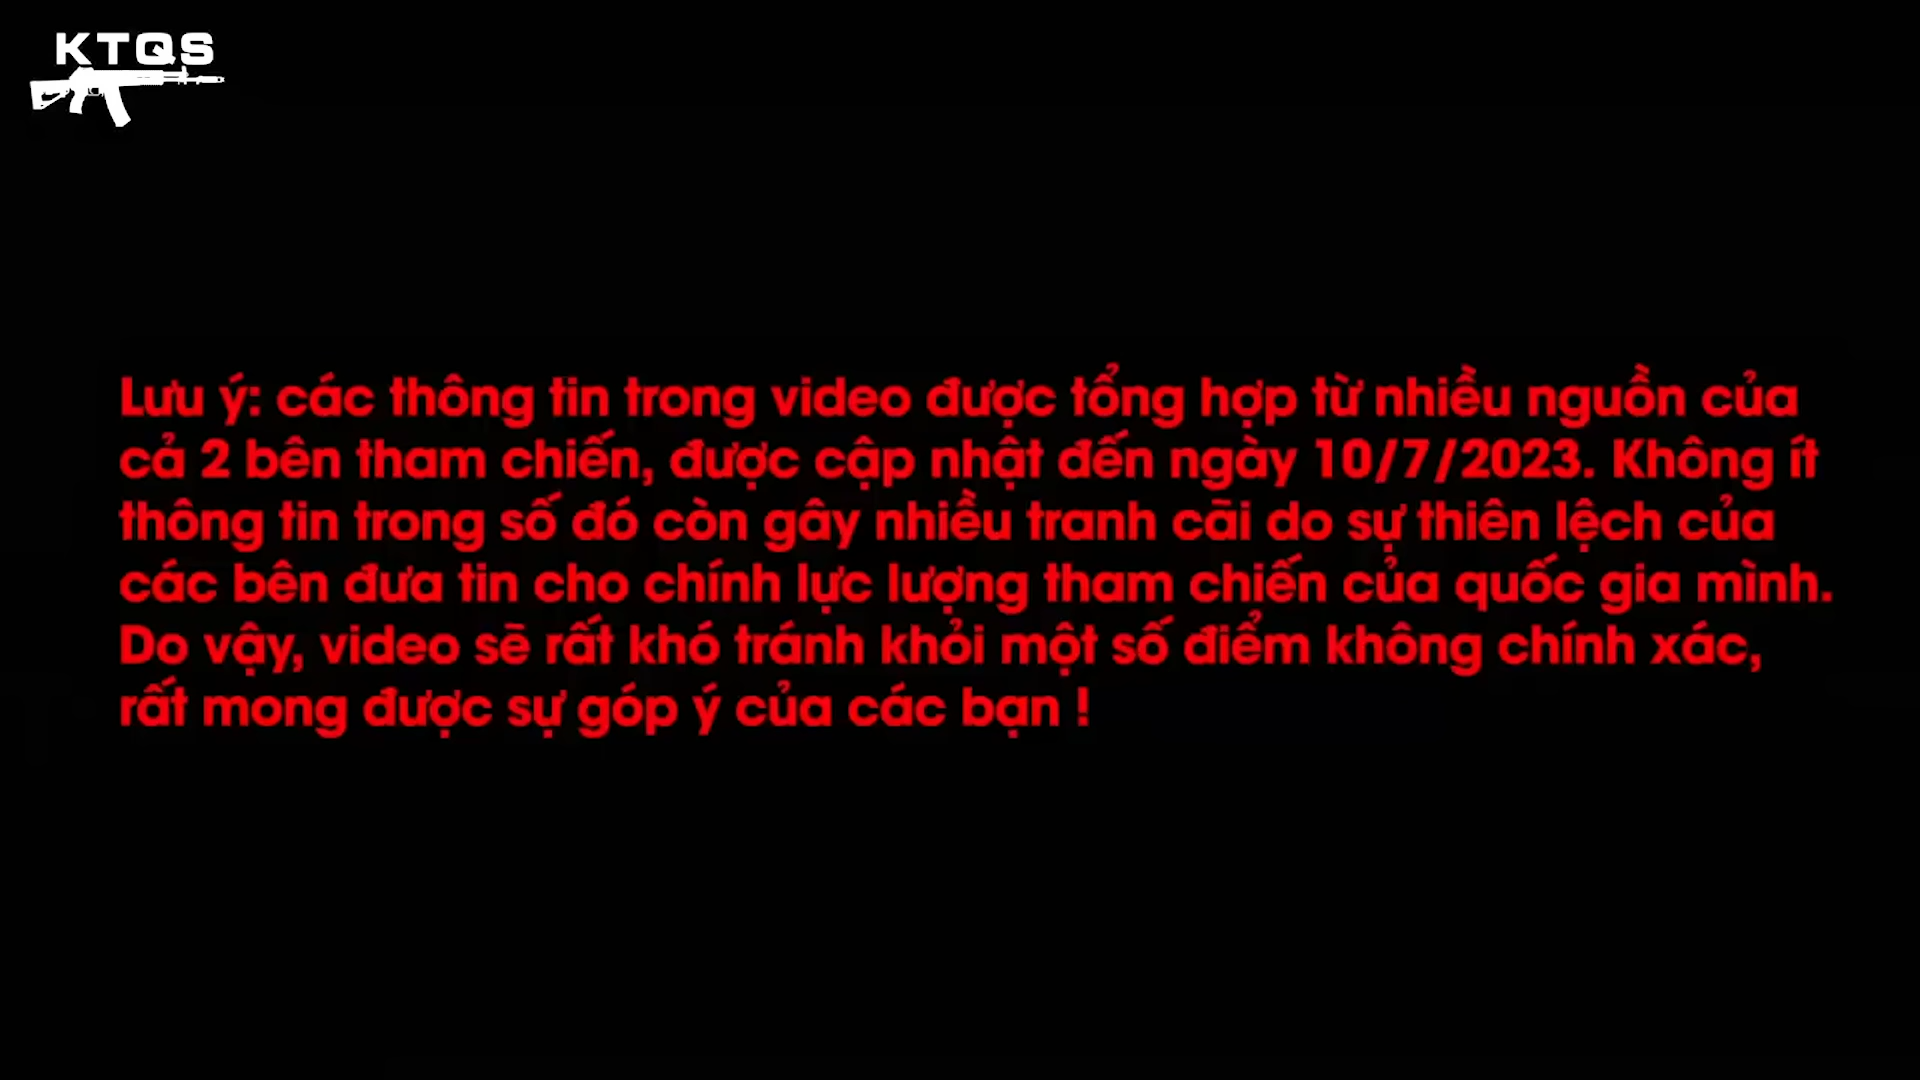 KTQS
Lưu ý: các thông tin trong video được tổng hợp từ nhiều nguồn của
cả 2 bên tham chiến, được cập nhật đến ngày 10/7/2023. Không ít
thông tin trong số đó còn gây nhiều tranh cãi do sự thiên lệch của
các bên đưa tin cho chính lực lượng tham chiến của quốc gia mình.
Do vậy, video sẽ rất khó tránh khỏi một số điểm không chính xác,
rất mong được sự góp ý của các bạn !